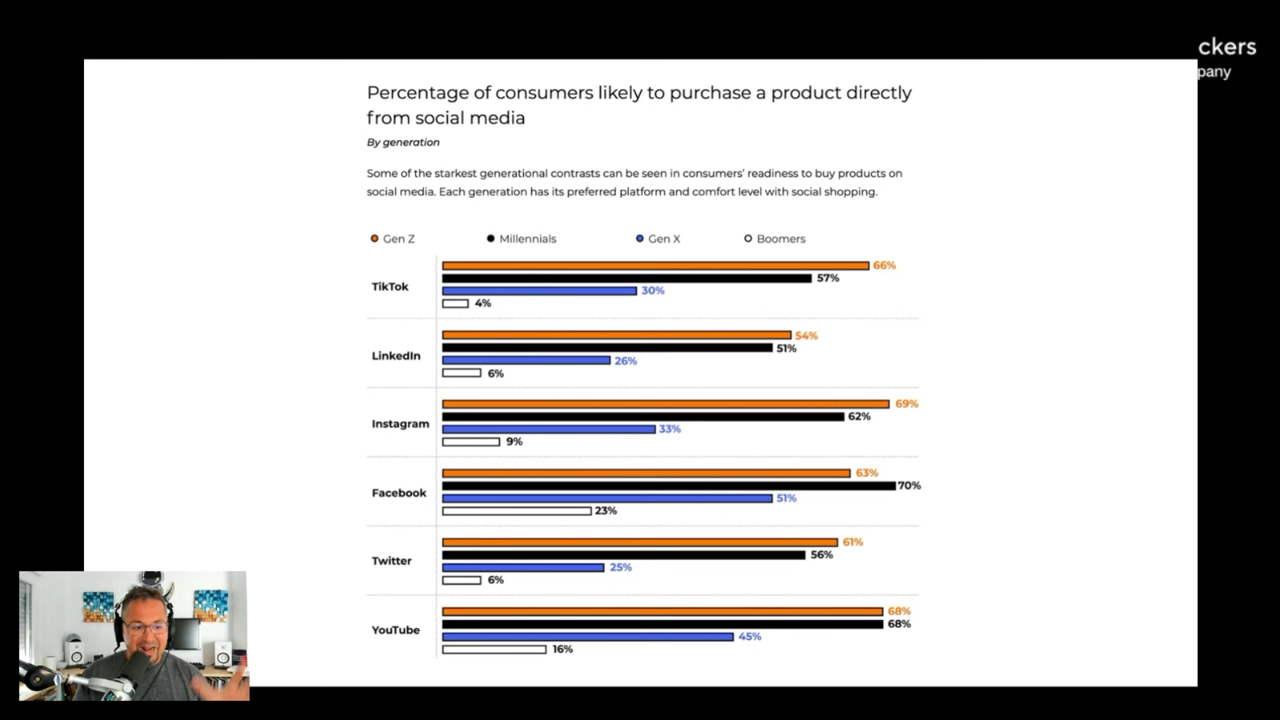 ckers
pany
Percentage of consumers likely to purchase a product directly
from social media
By generation
Some of the starkest generational contrasts can be seen in consumers' readiness to buy products on
social media. Each generation has its preferred platform and comfort level with social shopping.
Gen Z
Millennials
Gen X
Boomers
TikTok
66%
57%
30%
4%
LinkedIn
54%
51%
26%
6%
Instagram
69%
62%
33%
9%
Facebook
63%
70%
51%
23%
Twitter
61%
56%
25%
6%
YouTube
68%
68%
45%
16%